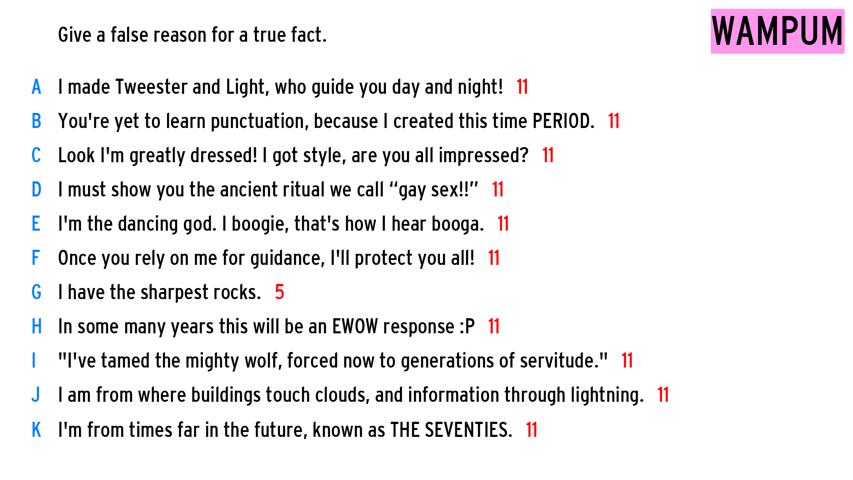 Give a false reason for a true fact.
WAMPUM
A I made Tweester and Light, who guide you day and night! 11
B You're yet to learn punctuation, because I created this time PERIOD. 11
C Look I'm greatly dressed! I got style, are you all impressed? 11
D I must show you the ancient ritual we call “gay sex!!” 11
E I'm the dancing god. I boogie, that's how I hear booga. 11
F Once you rely on me for guidance, I'll protect you all! 11
G I have the sharpest rocks. 5
H In some many years this will be an EWOW response :P 11
I "I've tamed the mighty wolf, forced now to generations of servitude." 11
J I am from where buildings touch clouds, and information through lightning. 11
K I'm from times far in the future, known as THE SEVENTIES. 11